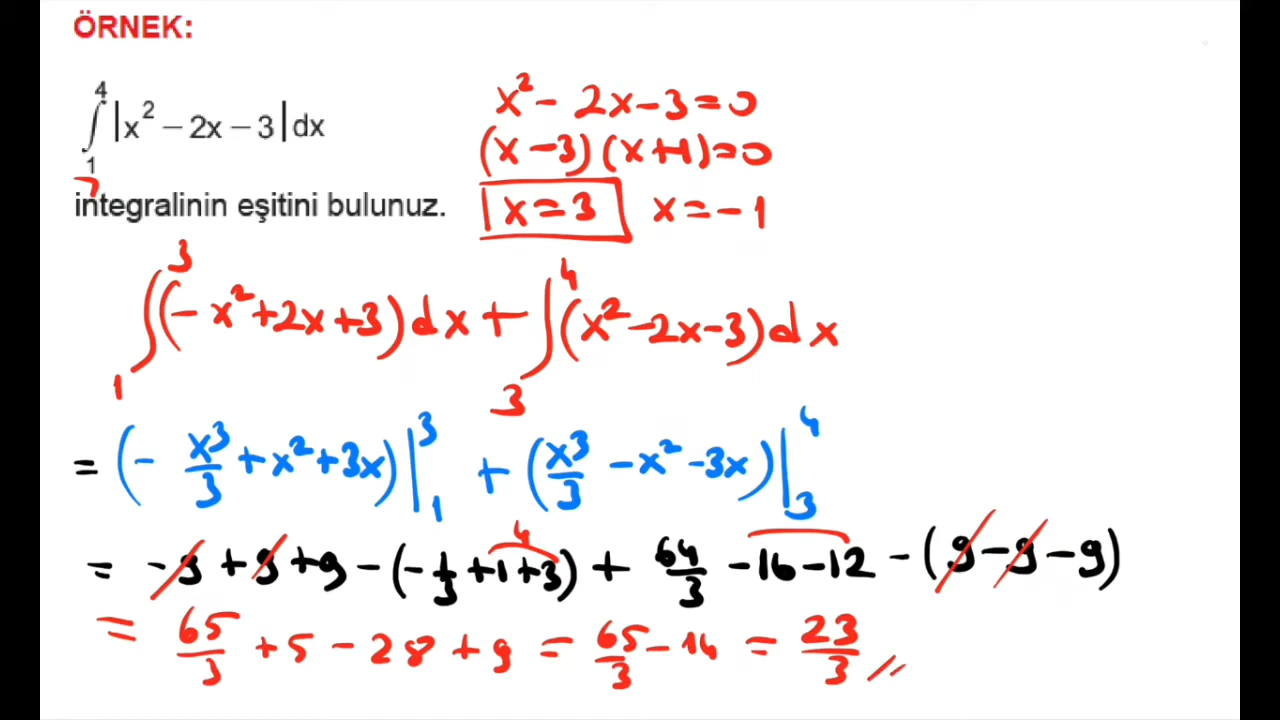 ÖRNEK:
∫₁⁴ |x² − 2x − 3| dx
integralinin eşitini bulunuz.
x² − 2x − 3 = 0
(x − 3)(x + 1) = 0
x = 3 x = −1
∫₁³ (−x² + 2x + 3) dx + ∫₃⁴ (x² − 2x − 3) dx
= (− x³/3 + x² + 3x)|₁³ + (x³/3 − x² − 3x)|₃⁴
4
= −9 + 9 + 9 − (−1/3 + 1 + 3) + 64/3 − 16 − 12 − (9 − 9 − 9)
= 65/3 + 5 − 28 + 9 = 65/3 − 14 = 23/3 //